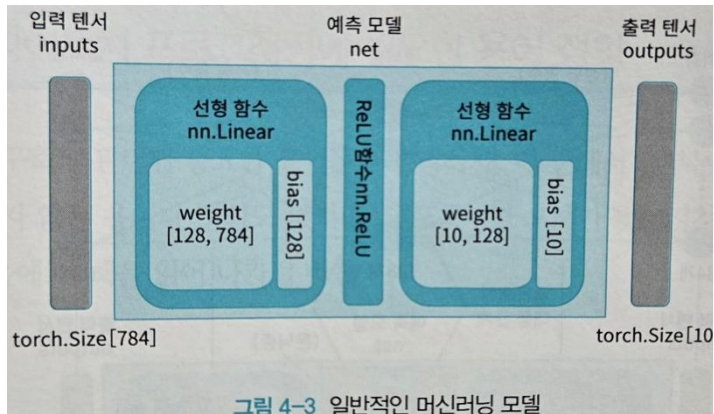 입력 텐서
inputs
예측 모델
net
출력 텐서
outputs
선형 함수
nn.Linear
weight
[128, 784]
bias [128]
ReLU함수nn.ReLU
선형 함수
nn.Linear
weight
[10, 128]
bias [10]
torch.Size[784]
torch.Size[10
그림 4-3 일반적인 머신러닝 모델